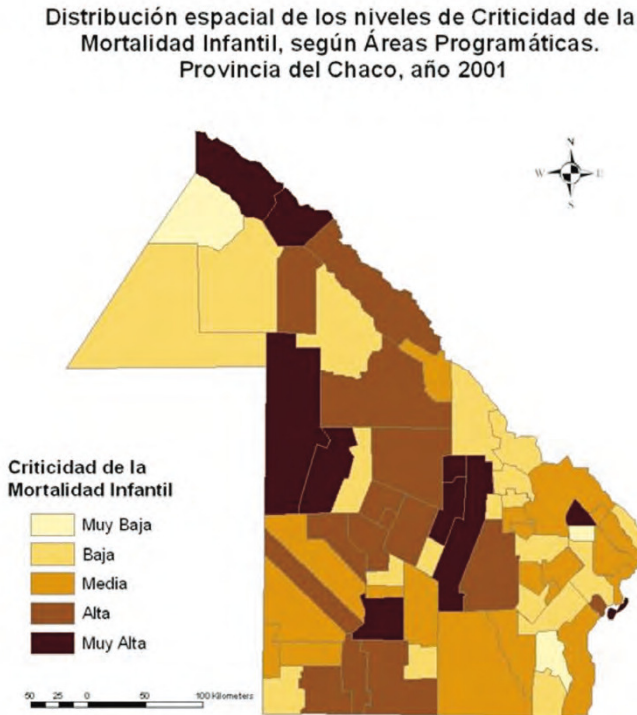 Distribución espacial de los niveles de Criticidad de la
Mortalidad Infantil, según Áreas Programáticas.
Provincia del Chaco, año 2001
N
W E
S
Criticidad de la
Mortalidad Infantil
Muy Baja
Baja
Media
Alta
Muy Alta
50 25 0 50 100 Kilometers